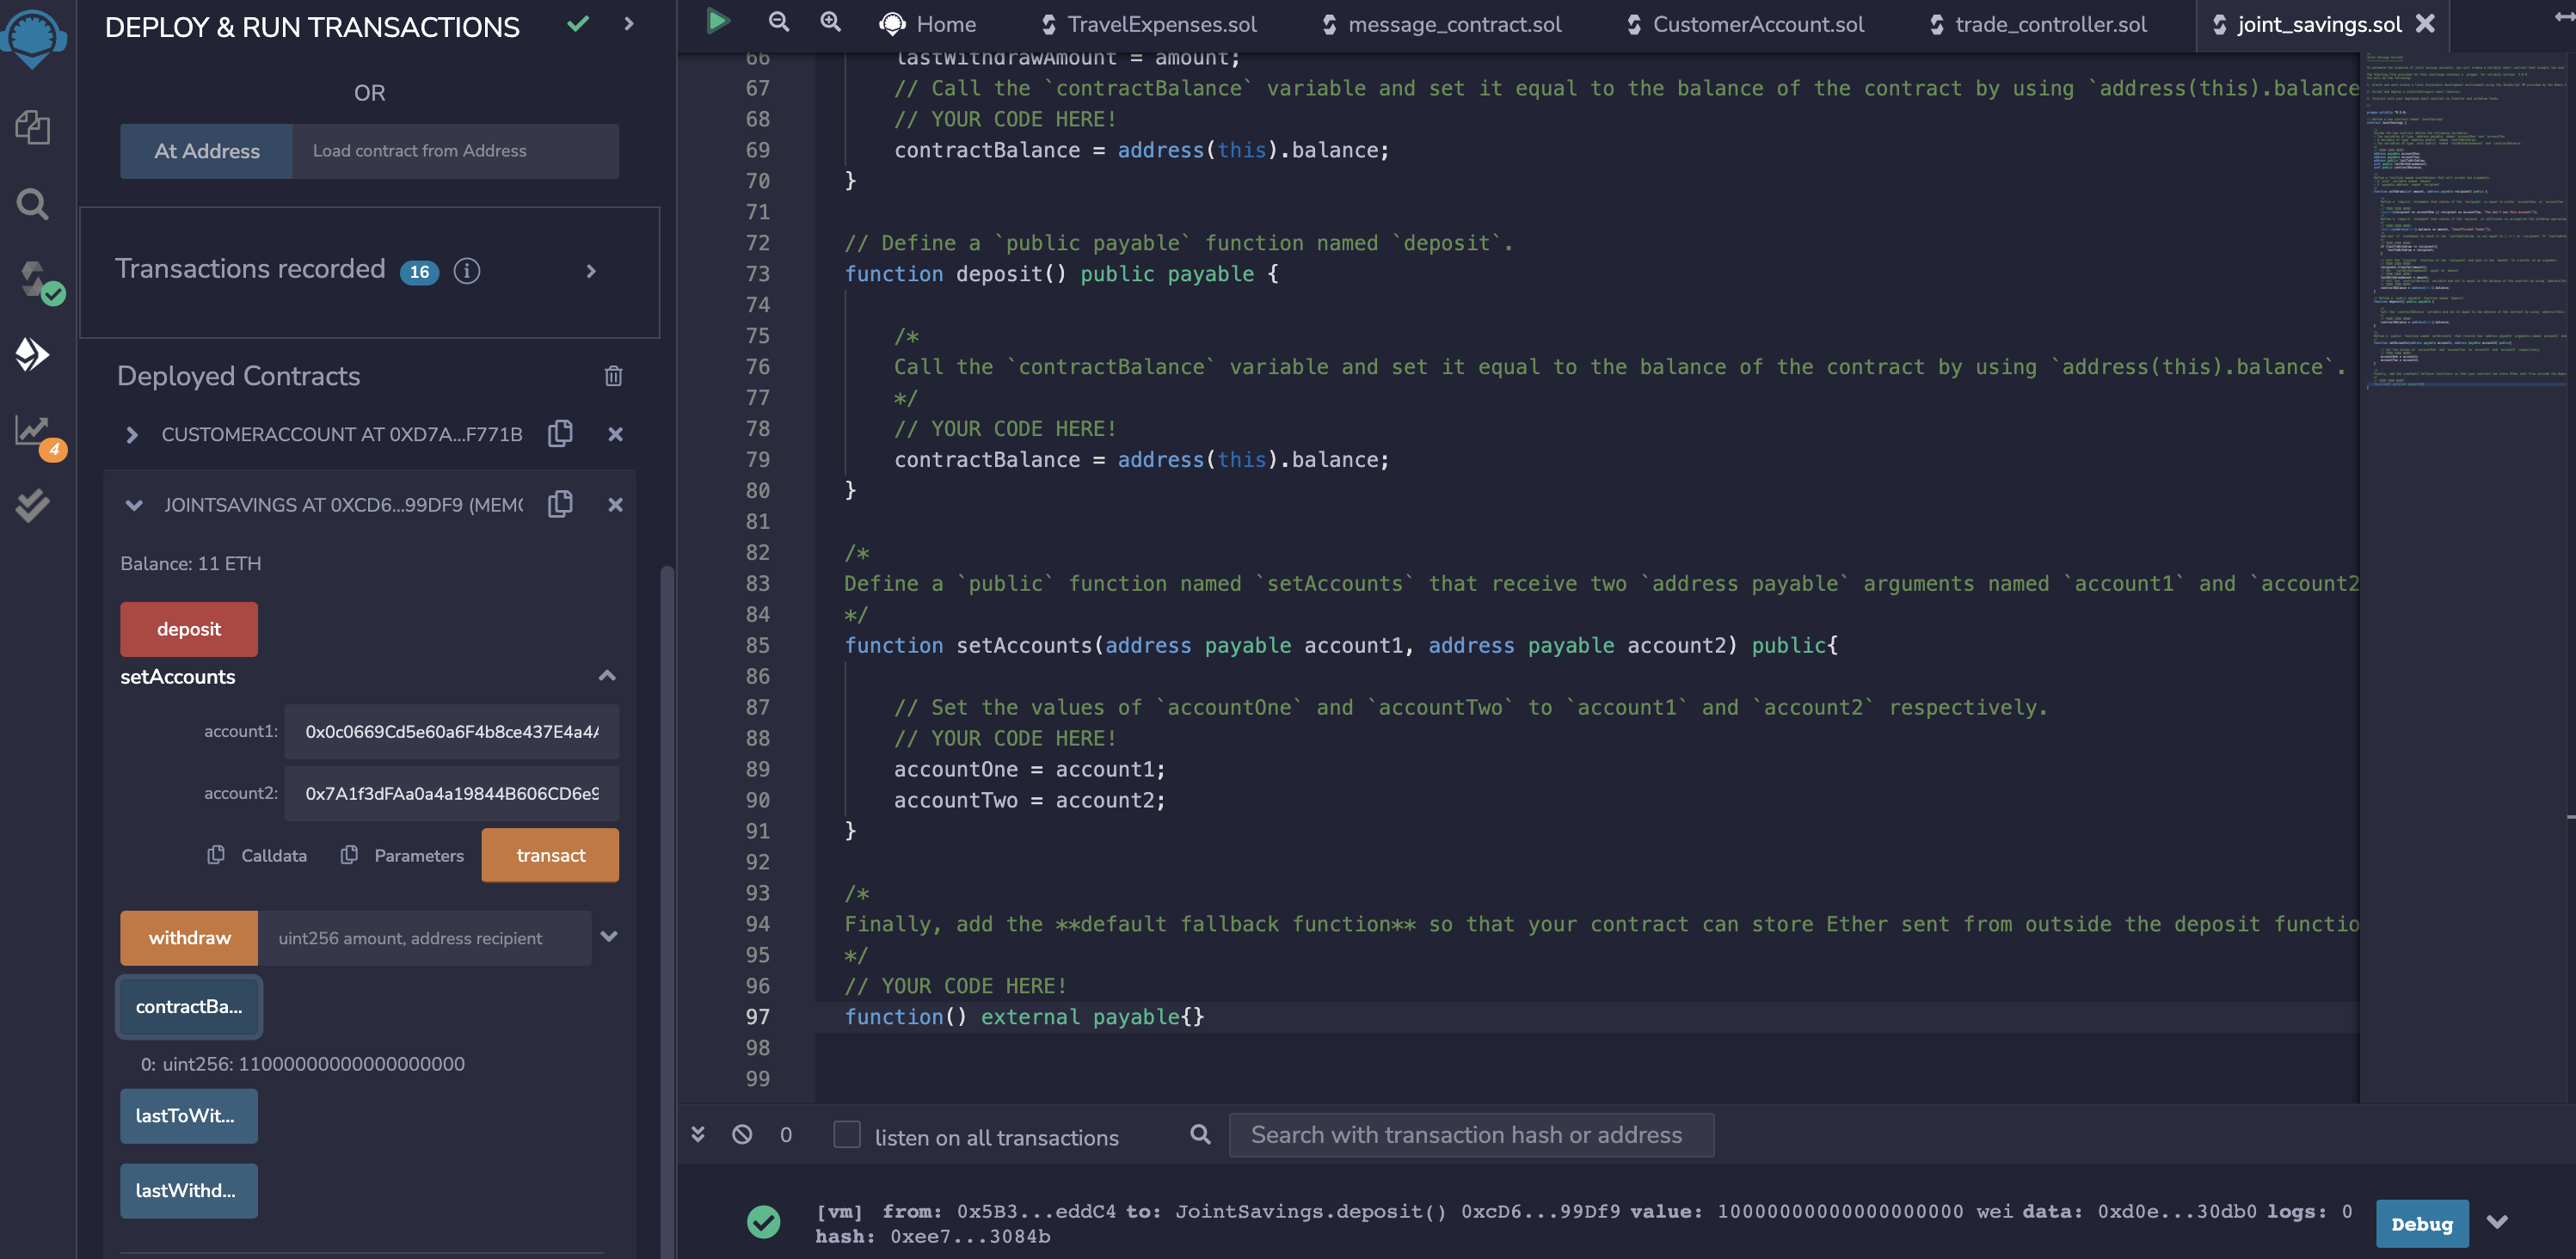 DEPLOY & RUN TRANSACTIONS
OR
At Address Load contract from Address
Transactions recorded 16 i
Deployed Contracts
4
CUSTOMERACCOUNT AT 0XD7A...F771B
JOINTSAVINGS AT 0XCD6...99DF9 (MEMO
Balance: 11 ETH
deposit
setAccounts
account1: 0x0c0669Cd5e60a6F4b8ce437E4a4A
account2: 0x7A1f3dFAa0a4a19844B606CD6e9
Calldata Parameters transact
withdraw uint256 amount, address recipient
contractBa...
0: uint256: 11000000000000000000
lastToWit...
lastWithd...
Home TravelExpenses.sol message_contract.sol CustomerAccount.sol trade_controller.sol joint_savings.sol
66 lastWithdrawAmount = amount;
67 // Call the `contractBalance` variable and set it equal to the balance of the contract by using `address(this).balance
68 // YOUR CODE HERE!
69 contractBalance = address(this).balance;
70 }
71
72 // Define a `public payable` function named `deposit`.
73 function deposit() public payable {
74
75 /*
76 Call the `contractBalance` variable and set it equal to the balance of the contract by using `address(this).balance`.
77 */
78 // YOUR CODE HERE!
79 contractBalance = address(this).balance;
80 }
81
82 /*
83 Define a `public` function named `setAccounts` that receive two `address payable` arguments named `account1` and `account2
84 */
85 function setAccounts(address payable account1, address payable account2) public{
86
87 // Set the values of `accountOne` and `accountTwo` to `account1` and `account2` respectively.
88 // YOUR CODE HERE!
89 accountOne = account1;
90 accountTwo = account2;
91 }
92
93 /*
94 Finally, add the **default fallback function** so that your contract can store Ether sent from outside the deposit functio
95 */
96 // YOUR CODE HERE!
97 function() external payable{}
98
99
0 listen on all transactions Search with transaction hash or address
[vm] from: 0x5B3...eddC4 to: JointSavings.deposit() 0xcD6...99Df9 value: 10000000000000000000 wei data: 0xd0e...30db0 logs: 0
hash: 0xee7...3084b
Debug